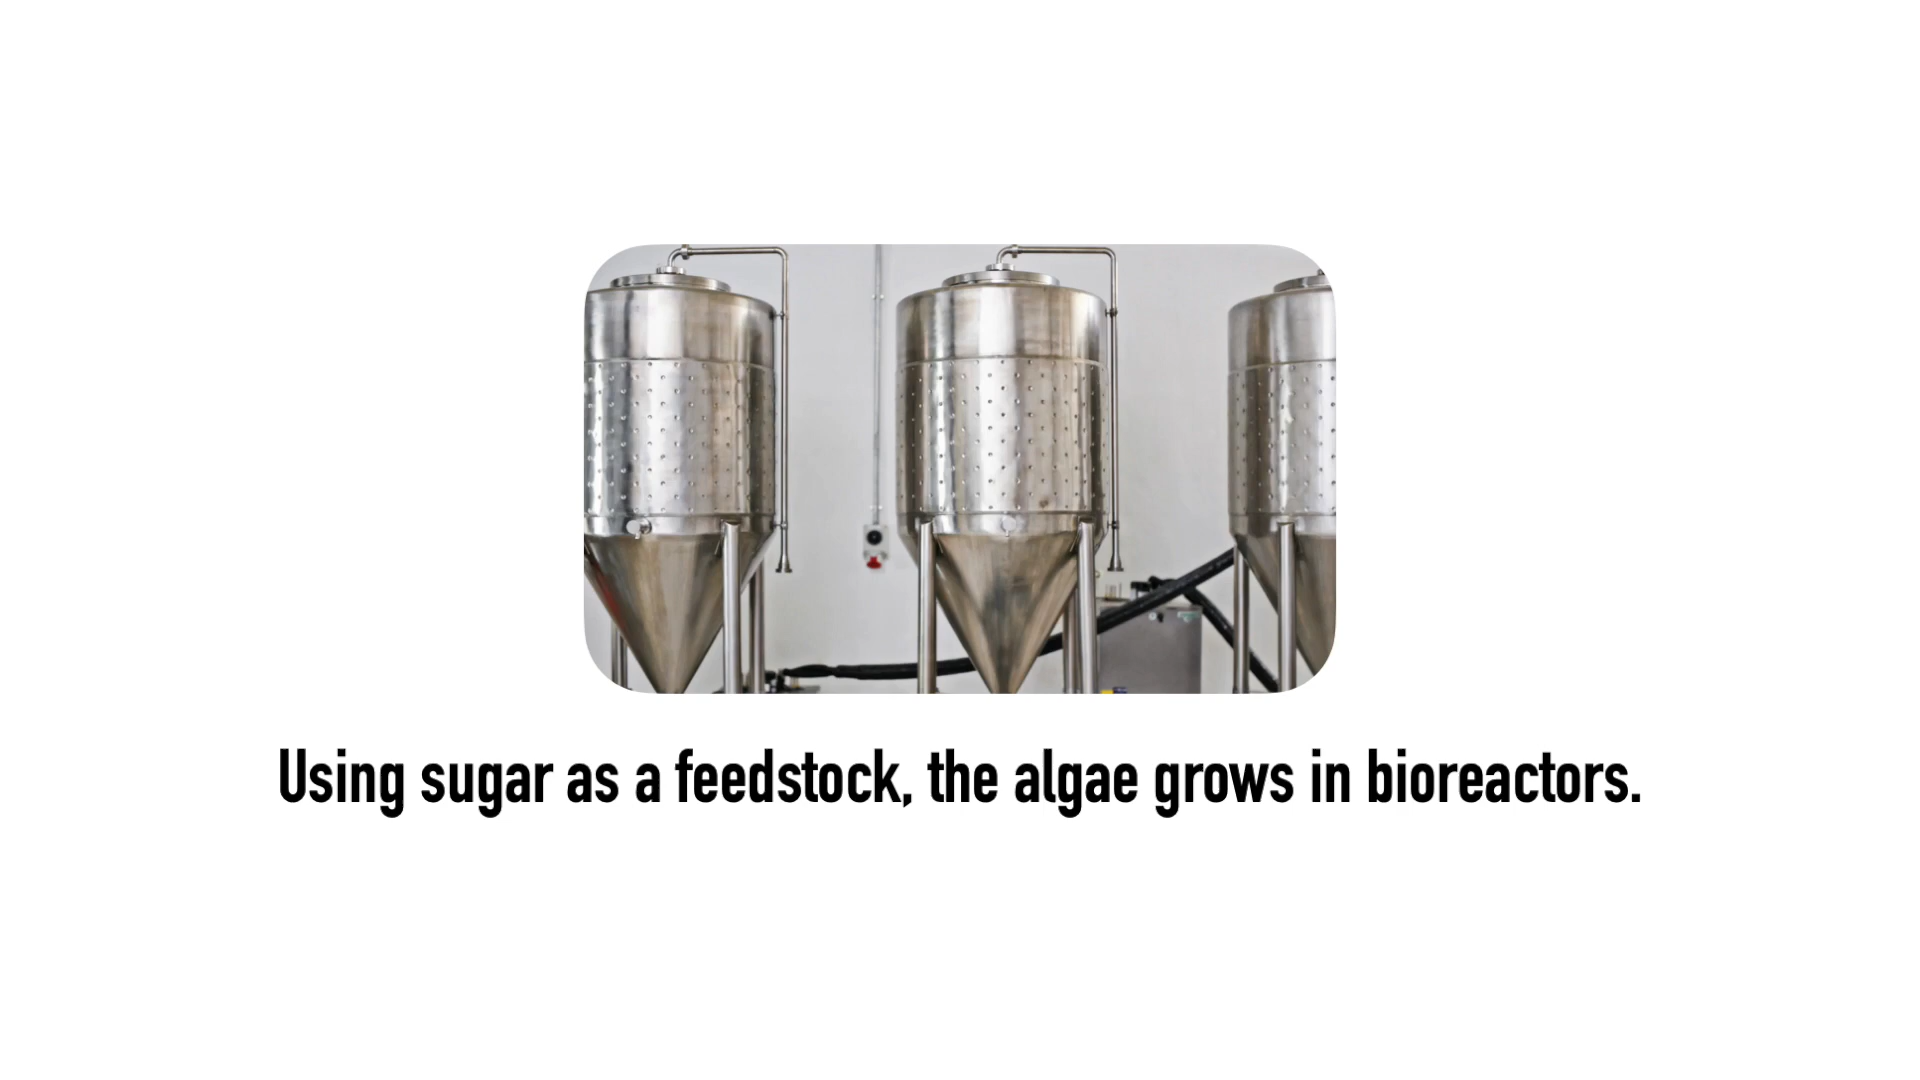 Using sugar as a feedstock, the algae grows in bioreactors.